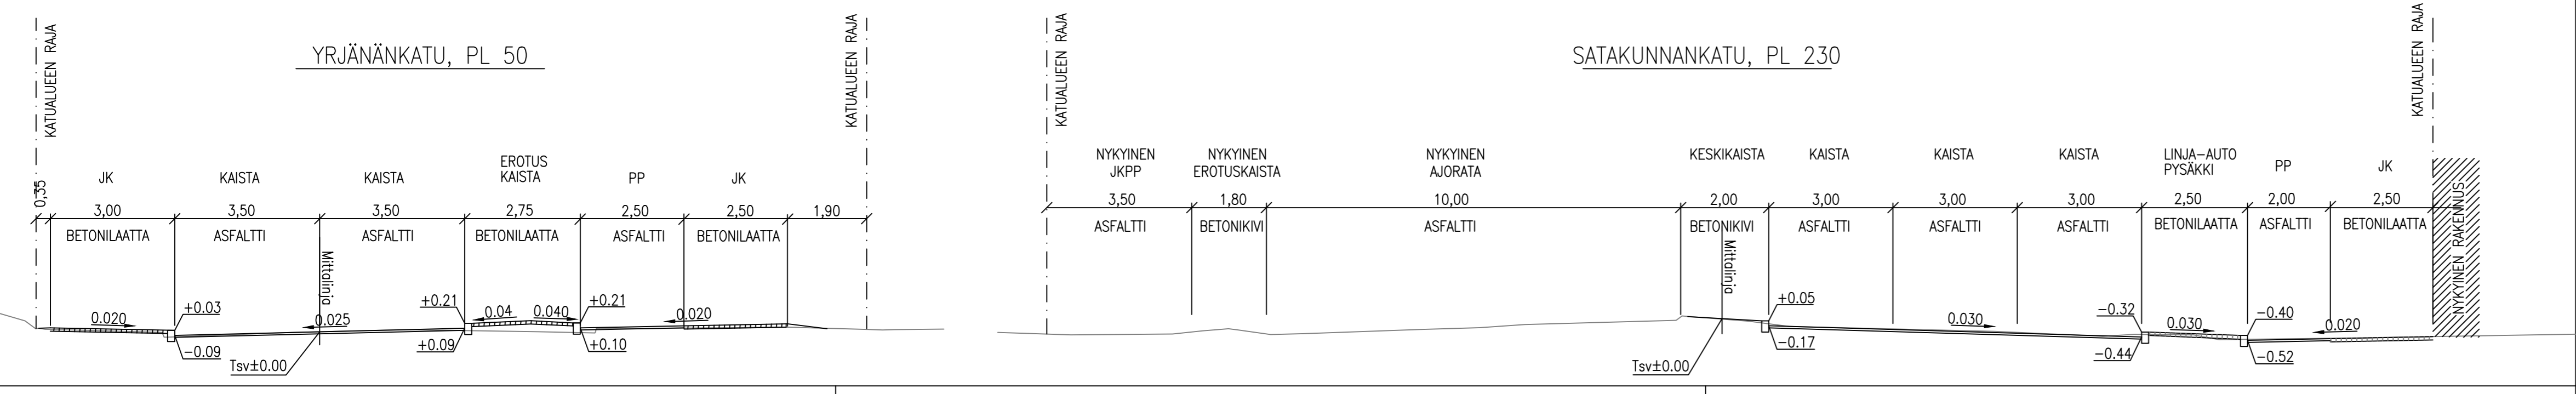 YRJÄNÄNKATU, PL 50
KATUALUEEN RAJA
KATUALUEEN RAJA
JK
KAISTA
KAISTA
EROTUS
KAISTA
PP
JK
0,35
3,00
3,50
3,50
2,75
2,50
2,50
1,90
BETONILAATTA
ASFALTTI
ASFALTTI
BETONILAATTA
ASFALTTI
BETONILAATTA
Mittalinja
0.020
+0.03
-0.09
0.025
Tsv±0.00
+0.21
+0.09
0.04
0.040
+0.21
+0.10
0.020
SATAKUNNANKATU, PL 230
KATUALUEEN RAJA
KATUALUEEN RAJA
NYKYINEN
JKPP
NYKYINEN
EROTUSKAISTA
NYKYINEN
AJORATA
KESKIKAISTA
KAISTA
KAISTA
KAISTA
LINJA-AUTO
PYSÄKKI
PP
JK
3,50
1,80
10,00
2,00
3,00
3,00
3,00
2,50
2,00
2,50
ASFALTTI
BETONIKIVI
ASFALTTI
BETONIKIVI
ASFALTTI
ASFALTTI
ASFALTTI
BETONILAATTA
ASFALTTI
BETONILAATTA
Mittalinja
NYKYINEN RAKENNUS
Tsv±0.00
+0.05
-0.17
0.030
-0.32
-0.44
0.030
-0.40
-0.52
0.020